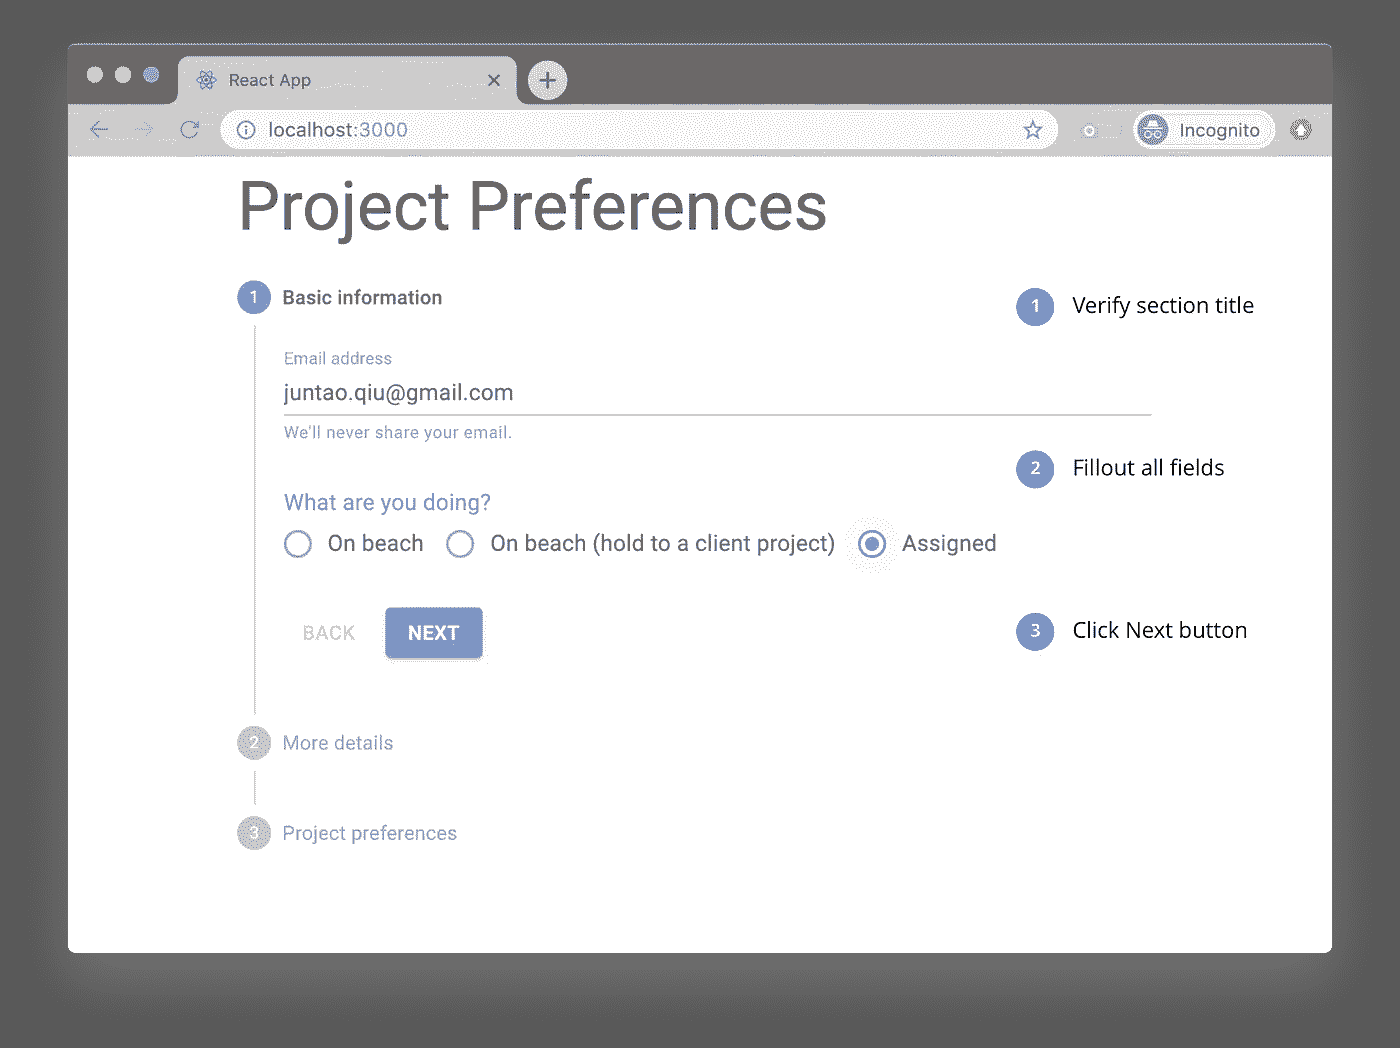 React App
localhost:3000
Incognito
Project Preferences
1 Basic information
1 Verify section title
Email address
juntao.qiu@gmail.com
We'll never share your email.
2 Fillout all fields
What are you doing?
On beach On beach (hold to a client project) Assigned
BACK NEXT
3 Click Next button
2 More details
3 Project preferences